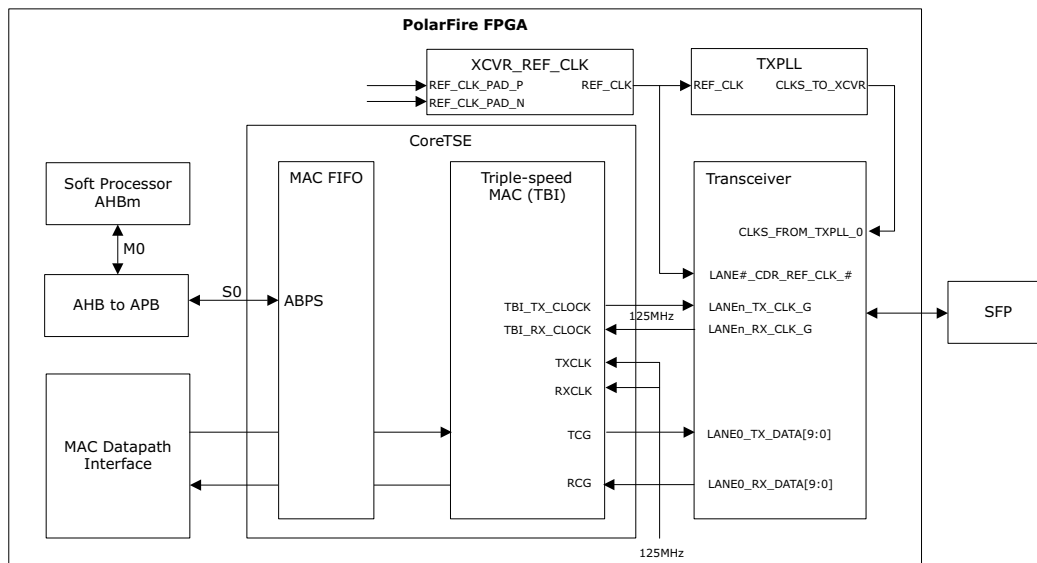 PolarFire FPGA
XCVR_REF_CLK
REF_CLK_PAD_P
REF_CLK
REF_CLK_PAD_N
TXPLL
REF_CLK
CLKS_TO_XCVR
CoreTSE
Soft Processor
AHBm
M0
AHB to APB
S0
MAC FIFO
ABPS
Triple-speed
MAC (TBI)
TBI_TX_CLOCK
TBI_RX_CLOCK
TXCLK
RXCLK
TCG
RCG
125MHz
125MHz
Transceiver
CLKS_FROM_TXPLL_0
LANE#_CDR_REF_CLK_#
LANEn_TX_CLK_G
LANEn_RX_CLK_G
LANE0_TX_DATA[9:0]
LANE0_RX_DATA[9:0]
SFP
MAC Datapath
Interface